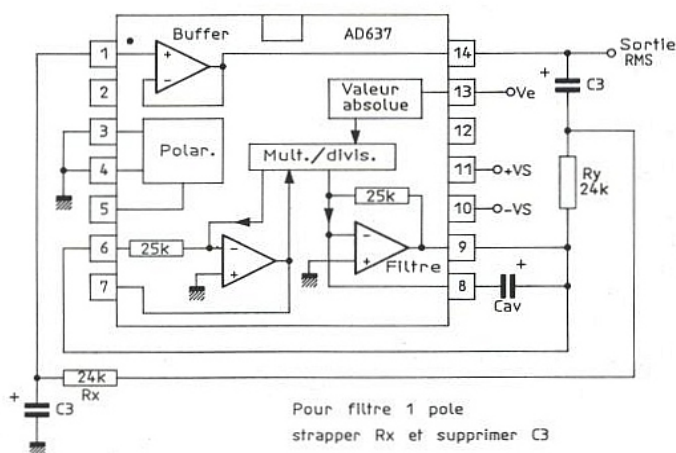 Buffer
AD637
1
14
Sortie
RMS
+
-
+
C3
2
Valeur
absolue
13
Ve
3
Polar.
12
4
Mult./divis.
11
+VS
Ry
24k
5
25k
10
-VS
6
25k
-
+
-
+
9
Filtre
7
8
+
Cav
24k
Rx
+
C3
Pour filtre 1 pole
strapper Rx et supprimer C3